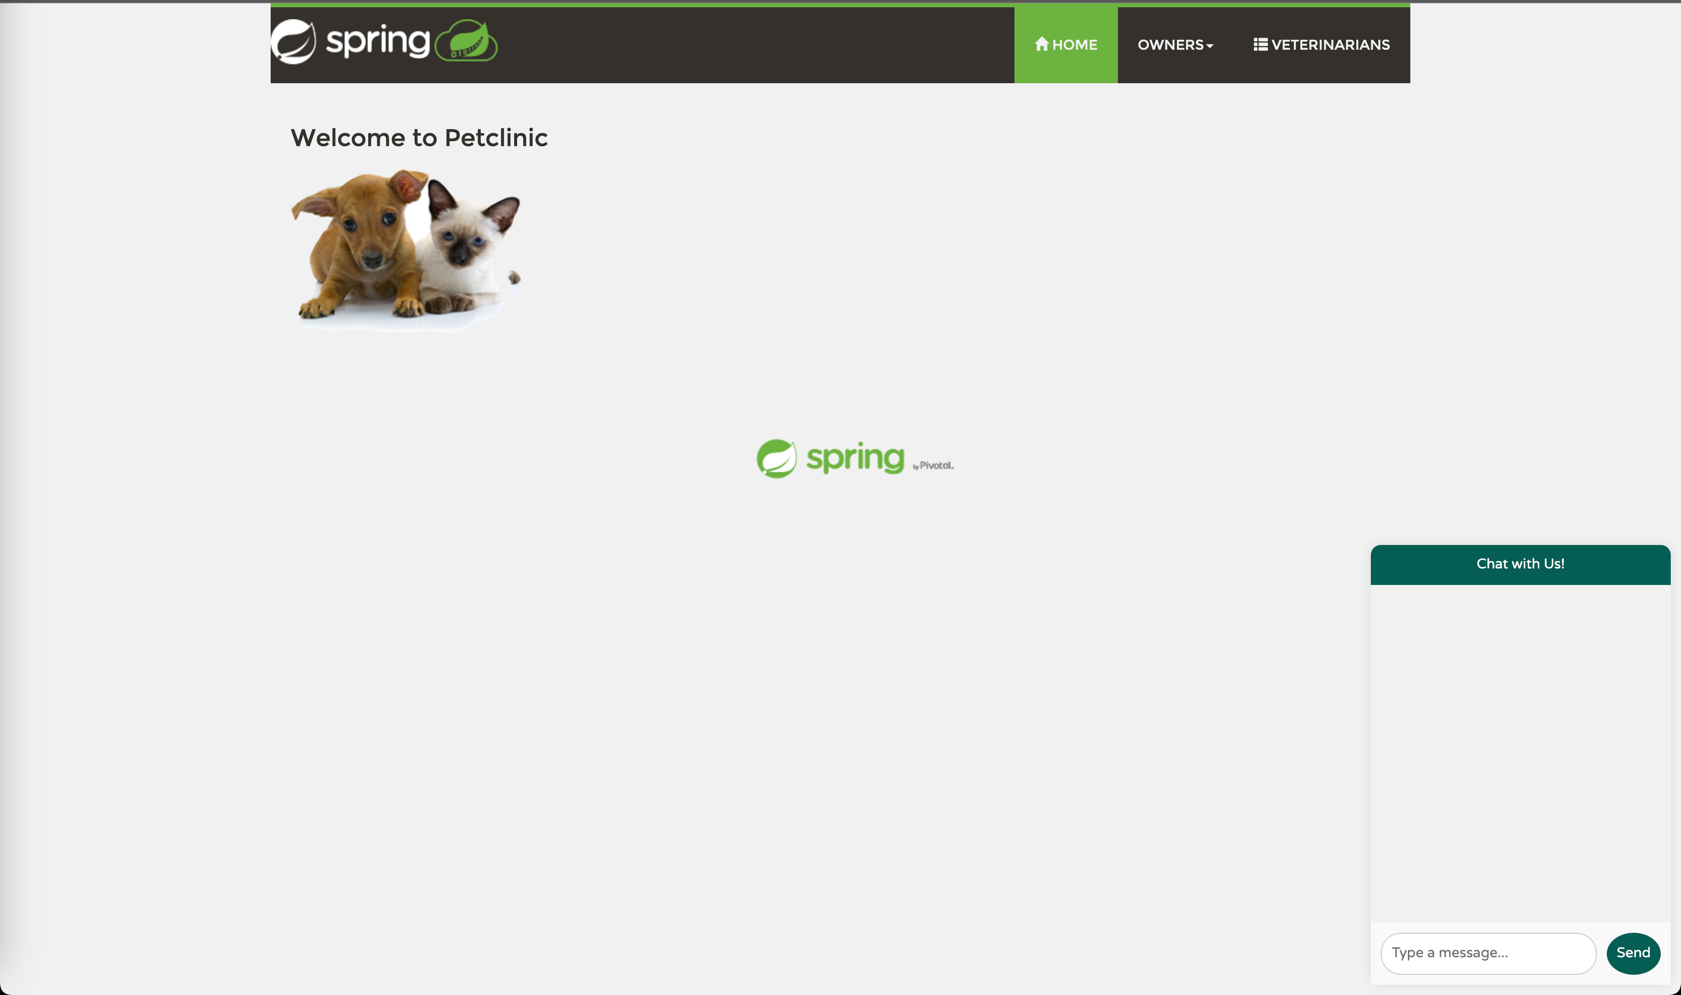 spring
HOME
OWNERS
VETERINARIANS
Welcome to Petclinic
spring by Pivotal.
Chat with Us!
Type a message...
Send